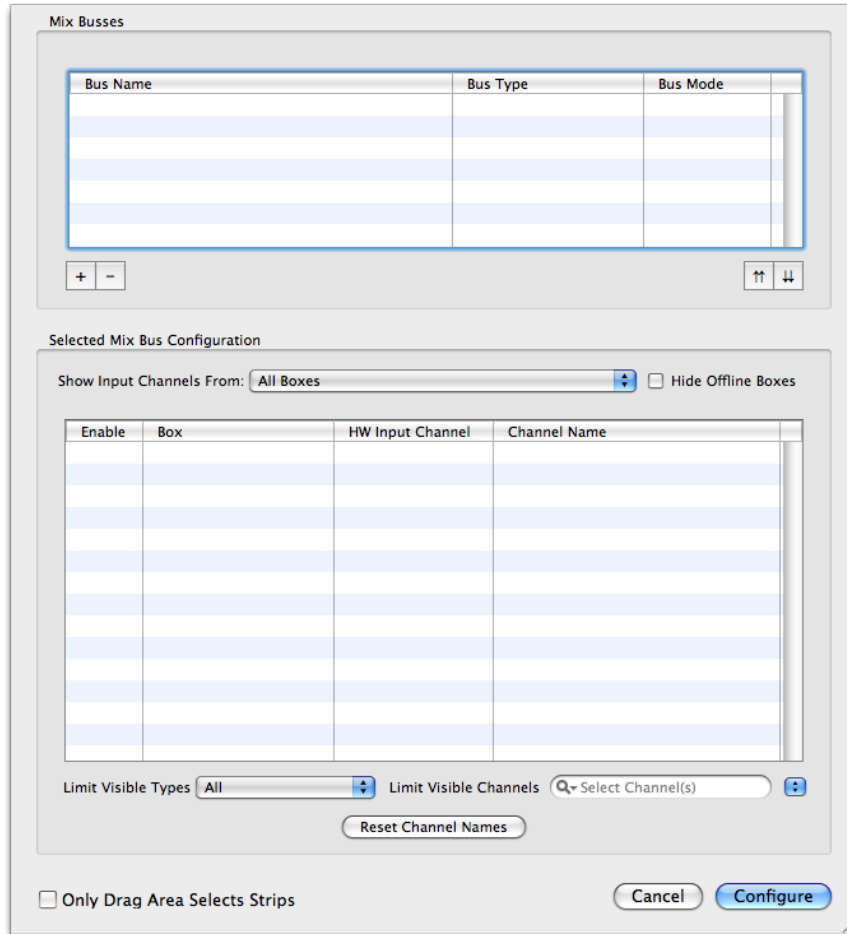 Mix Busses
Bus Name Bus Type Bus Mode
+ − ⇈ ⇊
Selected Mix Bus Configuration
Show Input Channels From: All Boxes Hide Offline Boxes
Enable Box HW Input Channel Channel Name
Limit Visible Types All Limit Visible Channels Select Channel(s)
Reset Channel Names
Only Drag Area Selects Strips Cancel Configure